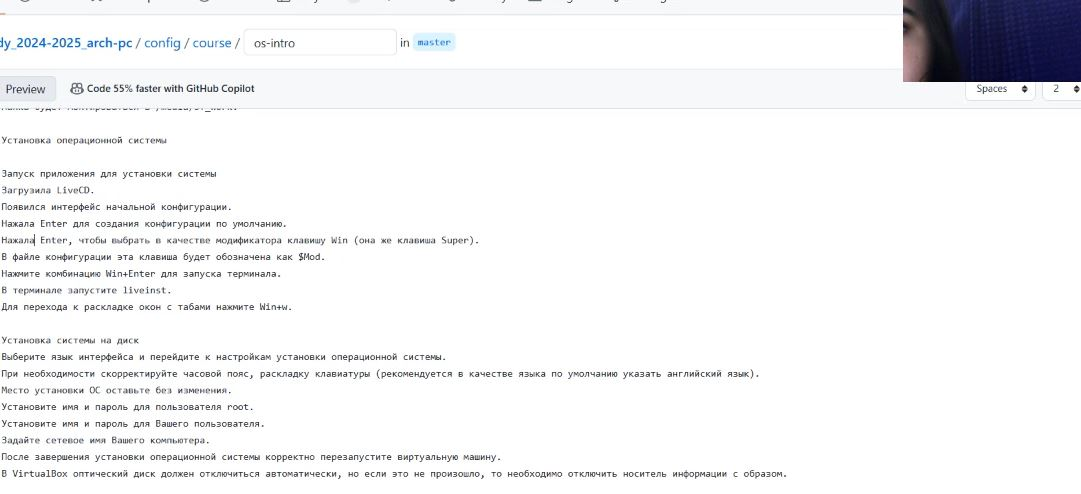 dy_2024-2025_arch-pc / config / course / os-intro in master
Preview Code 55% faster with GitHub Copilot Spaces 2
Установка операционной системы
Запуск приложения для установки системы
Загрузила LiveCD.
Появился интерфейс начальной конфигурации.
Нажала Enter для создания конфигурации по умолчанию.
Нажала Enter, чтобы выбрать в качестве модификатора клавишу Win (она же клавиша Super).
В файле конфигурации эта клавиша будет обозначена как $Mod.
Нажмите комбинацию Win+Enter для запуска терминала.
В терминале запустите liveinst.
Для перехода к раскладке окон с табами нажмите Win+w.
Установка системы на диск
Выберите язык интерфейса и перейдите к настройкам установки операционной системы.
При необходимости скорректируйте часовой пояс, раскладку клавиатуры (рекомендуется в качестве языка по умолчанию указать английский язык).
Место установки ОС оставьте без изменения.
Установите имя и пароль для пользователя root.
Установите имя и пароль для Вашего пользователя.
Задайте сетевое имя Вашего компьютера.
После завершения установки операционной системы корректно перезапустите виртуальную машину.
В VirtualBox оптический диск должен отключиться автоматически, но если это не произошло, то необходимо отключить носитель информации с образом.